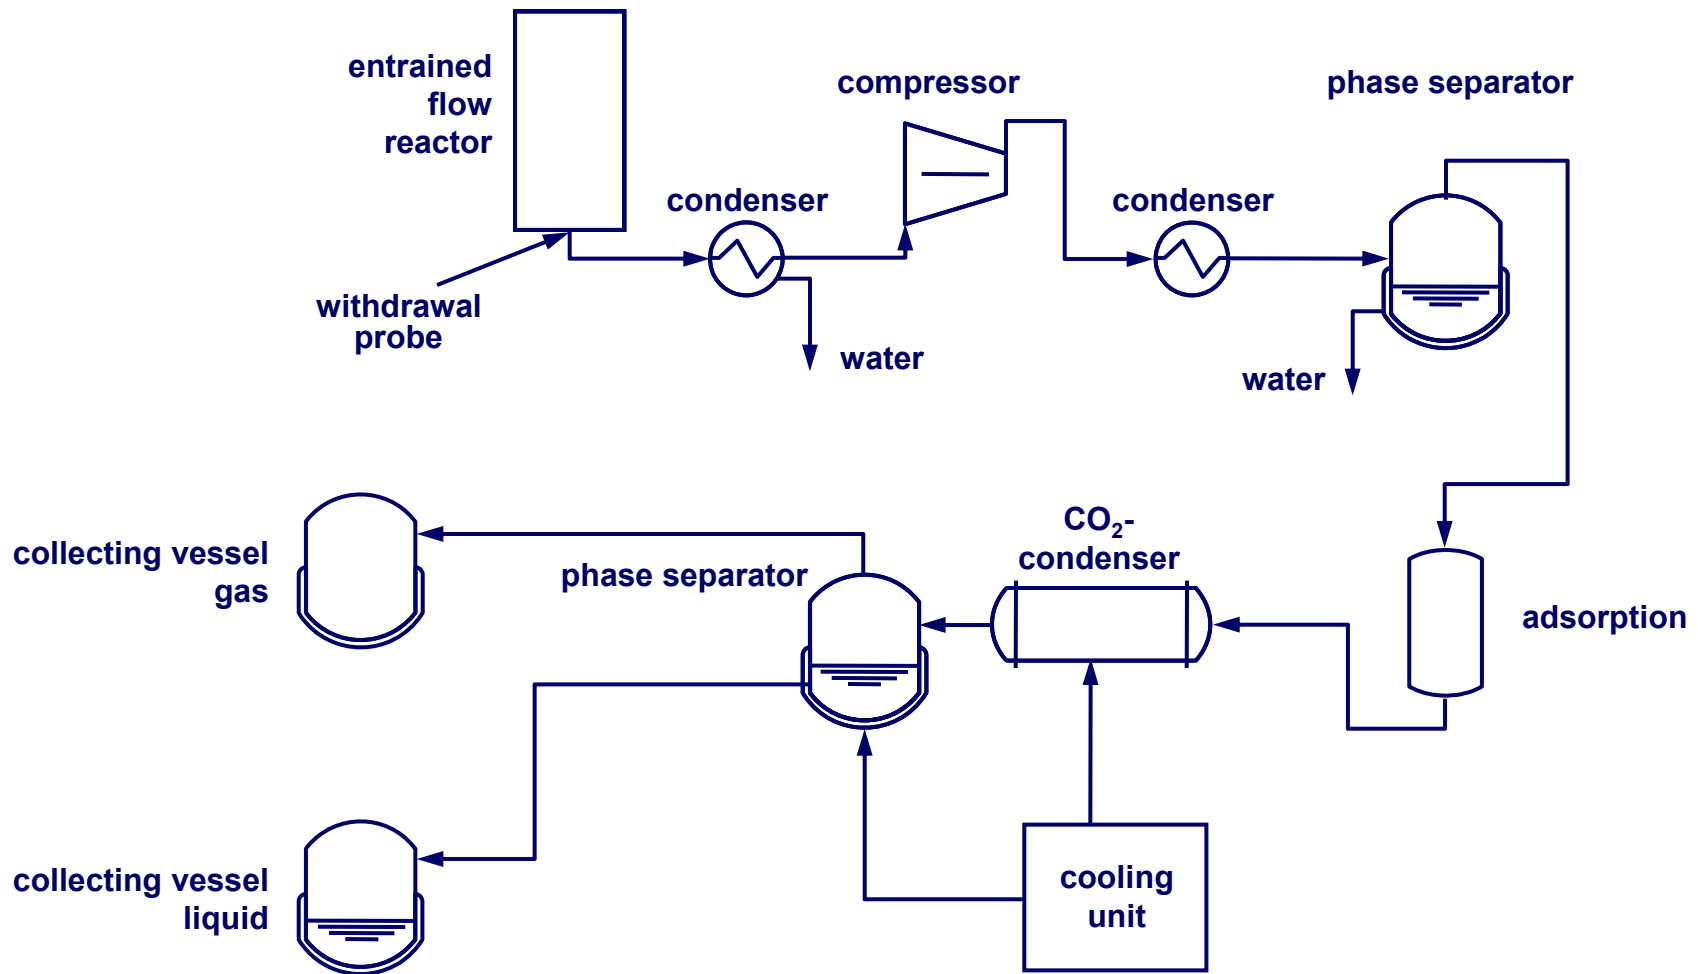 entrained
flow
reactor
compressor
phase separator
condenser
condenser
withdrawal
probe
water
water
CO₂-
condenser
collecting vessel
gas
phase separator
adsorption
collecting vessel
liquid
cooling
unit